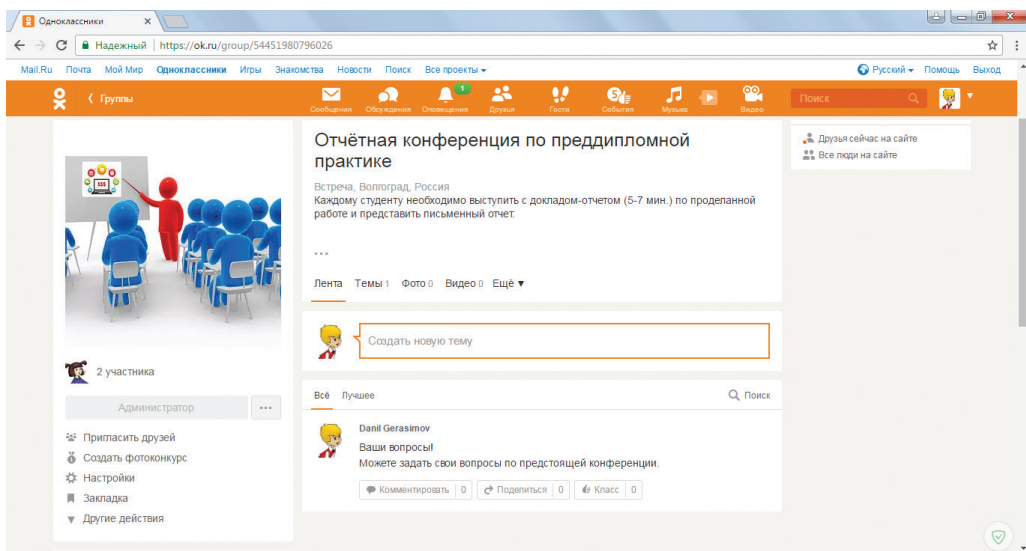 Одноклассники
Надежный https://ok.ru/group/54451980796026
Mail.Ru Почта Мой Мир Одноклассники Игры Знакомства Новости Поиск Все проекты Русский Помощь Выход
Группы Сообщения Обсуждения Оповещения 1 Друзья Гости 5 События Музыка Видео Поиск
Отчётная конференция по преддипломной
практике
Встреча, Волгоград, Россия
Каждому студенту необходимо выступить с докладом-отчетом (5-7 мин.) по проделанной
работе и представить письменный отчет.
...
Лента Темы 1 Фото 0 Видео 0 Ещё
Друзья сейчас на сайте
Все люди на сайте
$$$
2 участника
Администратор ...
Пригласить друзей
Создать фотоконкурс
Настройки
Закладка
Другие действия
Создать новую тему
Всё Лучшее Поиск
Danil Gerasimov
Ваши вопросы!
Можете задать свои вопросы по предстоящей конференции.
Комментировать 0 Поделиться 0 Класс 0